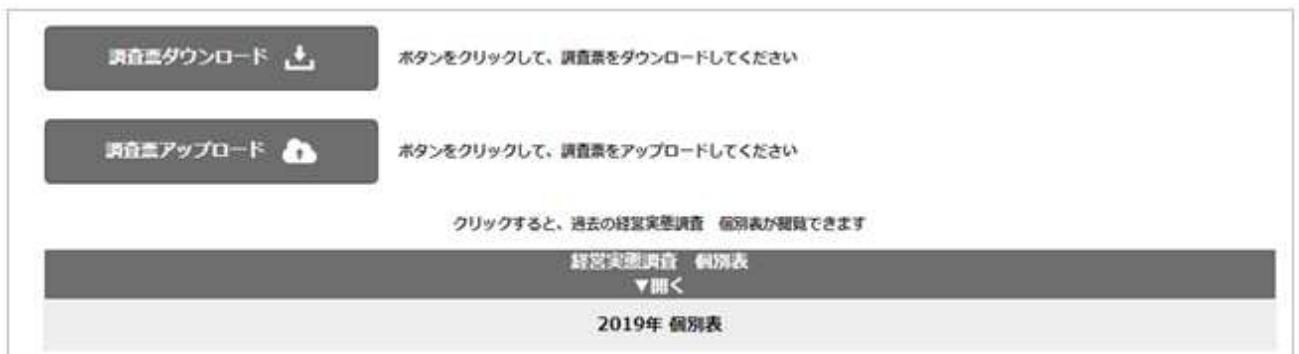 調査票ダウンロード
ボタンをクリックして、調査票をダウンロードしてください
調査票アップロード
ボタンをクリックして、調査票をアップロードしてください
クリックすると、過去の経営実態調査　個別表が閲覧できます
経営実態調査　個別表
▼開く
2019年 個別表